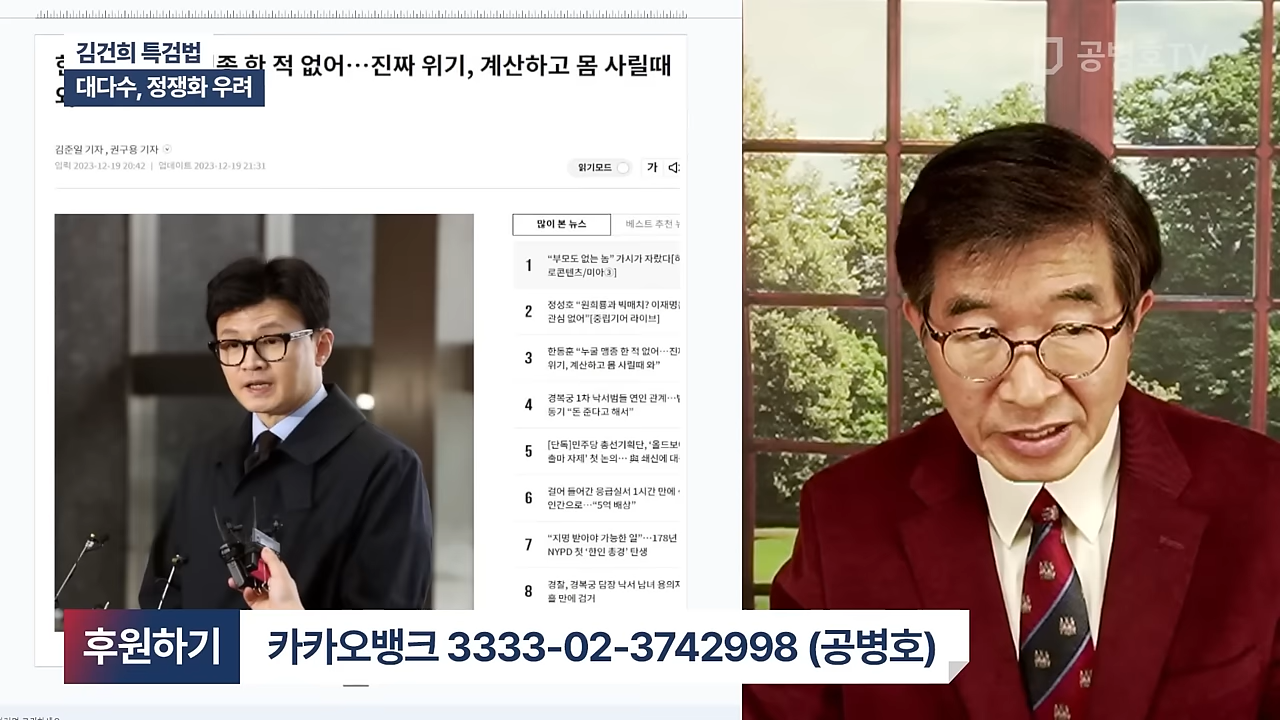 김건희 특검법
대다수, 정쟁화 우려
한 적 없어…진짜 위기, 계산하고 몸 사릴때
김준일 기자, 권구용 기자
입력 2023-12-19 20:42 | 업데이트 2023-12-19 21:31
읽기모드
가
많이 본 뉴스
베스트 추천
1 “부모도 없는 놈” 가시가 자랐다
로콘텐츠/미아③]
2 정성호 “원희룡과 빅매치? 이재명
관심 없어”[중립기어 라이브]
3 한동훈 “누굴 맹종 한 적 없어…진
위기, 계산하고 몸 사릴때 와”
4 경복궁 1차 낙서범들 연인 관계…
동기 “돈 준다고 해서”
5 [단독]민주당 총선기획단, ‘올드보
출마 자제’ 첫 논의… 與 쇄신에 대
6 걸어 들어간 응급실서 1시간 만에
인간으로…“5억 배상”
7 “지명 받아야 가능한 일”…178년
NYPD 첫 ‘한인 총경’ 탄생
8 경찰, 경복궁 담장 낙서 남녀 용의자
흘 만에 검거
공병호TV
후원하기
카카오뱅크 3333-02-3742998 (공병호)